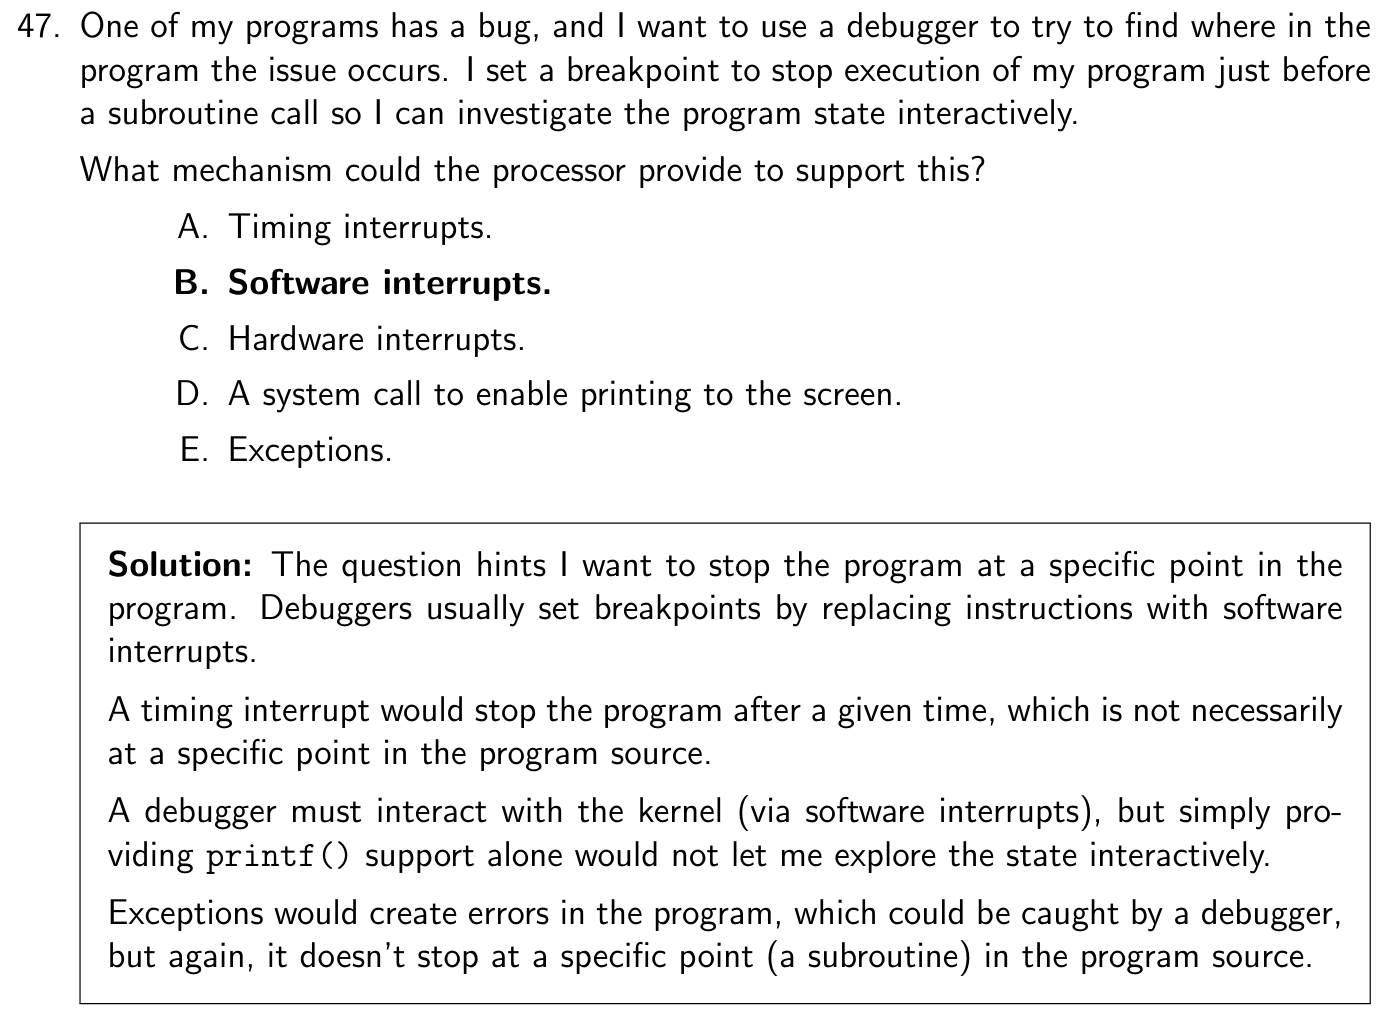 47. One of my programs has a bug, and I want to use a debugger to try to find where in the
program the issue occurs. I set a breakpoint to stop execution of my program just before
a subroutine call so I can investigate the program state interactively.
What mechanism could the processor provide to support this?
A. Timing interrupts.
B. Software interrupts.
C. Hardware interrupts.
D. A system call to enable printing to the screen.
E. Exceptions.
Solution: The question hints I want to stop the program at a specific point in the
program. Debuggers usually set breakpoints by replacing instructions with software
interrupts.
A timing interrupt would stop the program after a given time, which is not necessarily
at a specific point in the program source.
A debugger must interact with the kernel (via software interrupts), but simply pro-
viding printf() support alone would not let me explore the state interactively.
Exceptions would create errors in the program, which could be caught by a debugger,
but again, it doesn't stop at a specific point (a subroutine) in the program source.